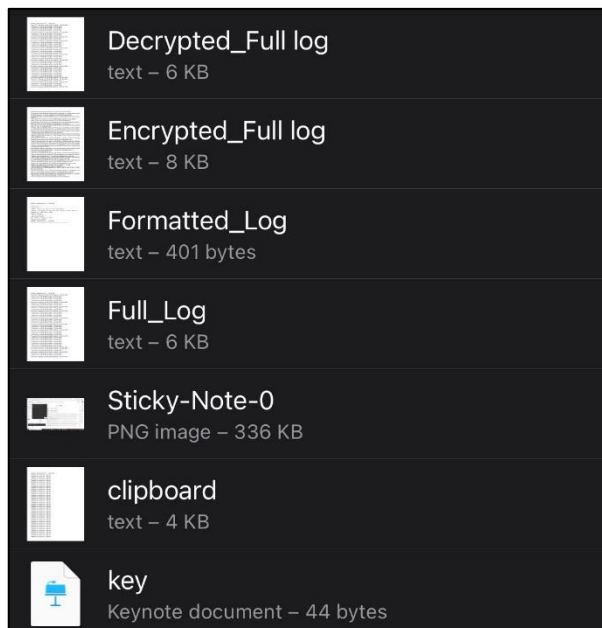 Decrypted_Full log
text – 6 KB
Encrypted_Full log
text – 8 KB
Formatted_Log
text – 401 bytes
Full_Log
text – 6 KB
Sticky-Note-0
PNG image – 336 KB
clipboard
text – 4 KB
key
Keynote document – 44 bytes